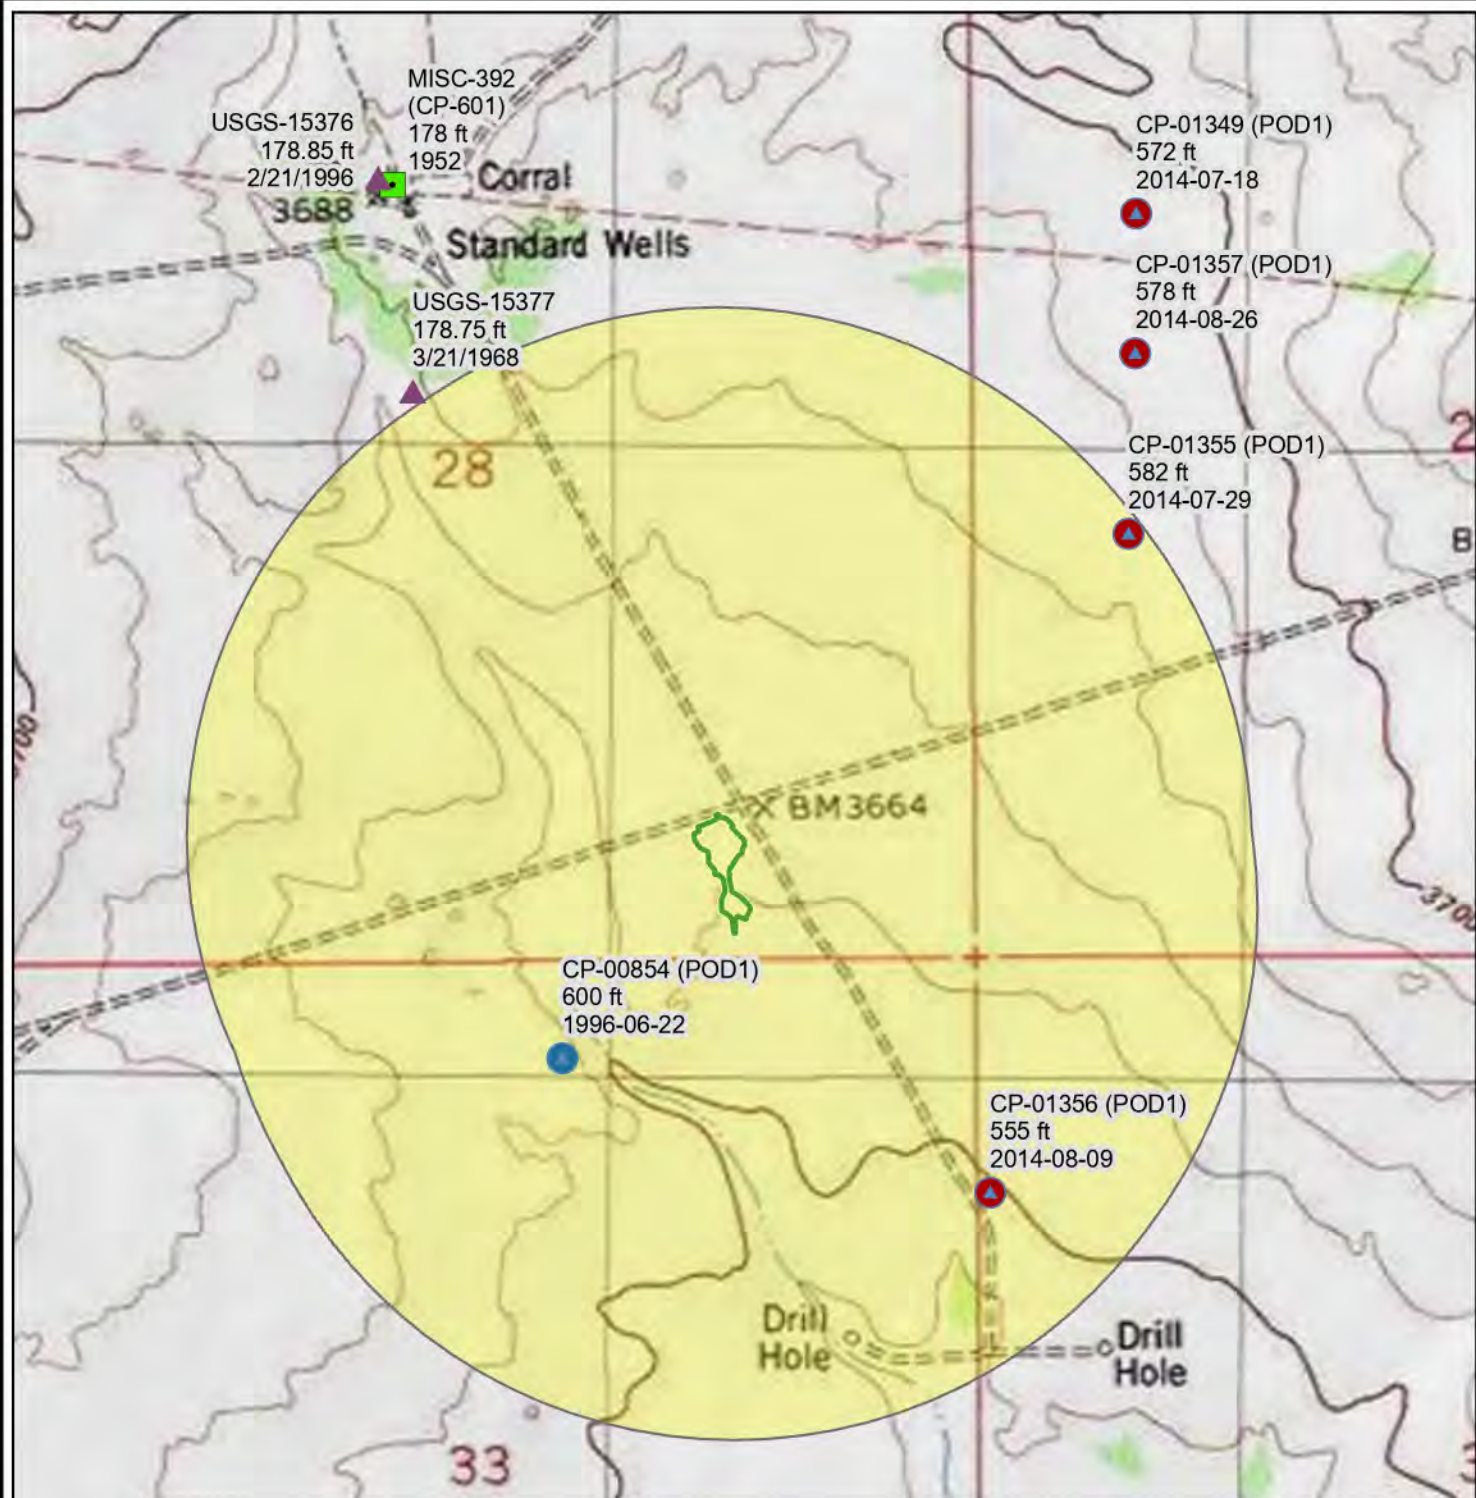 MISC-392
(CP-601)
178 ft
1952
USGS-15376
178.85 ft
2/21/1996
3688
Corral
Standard Wells
CP-01349 (POD1)
572 ft
2014-07-18
CP-01357 (POD1)
578 ft
2014-08-26
USGS-15377
178.75 ft
3/21/1968
28
2
CP-01355 (POD1)
582 ft
2014-07-29
B
BM3664
3700
CP-00854 (POD1)
600 ft
1996-06-22
CP-01356 (POD1)
555 ft
2014-08-09
Drill
Hole
Drill
Hole
33